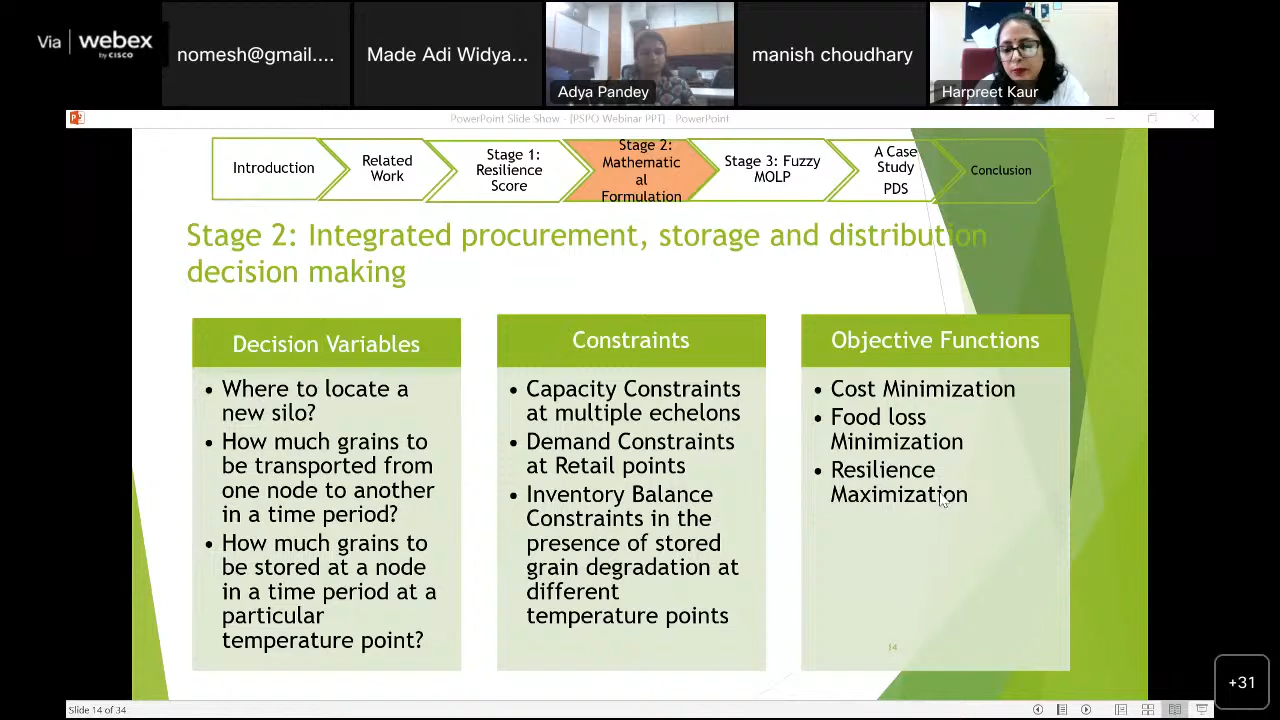 Via webex
by CISCO
nomesh@gmail....
Made Adi Widya...
Adya Pandey
manish choudhary
Harpreet Kaur
PowerPoint Slide Show - [PSPO Webinar PPT] - PowerPoint
Introduction
Related
Work
Stage 1:
Resilience
Score
Stage 2:
Mathematic
al
Formulation
Stage 3: Fuzzy
MOLP
A Case
Study
PDS
Conclusion
Stage 2: Integrated procurement, storage and distribution
decision making
Decision Variables
• Where to locate a
new silo?
• How much grains to
be transported from
one node to another
in a time period?
• How much grains to
be stored at a node
in a time period at a
particular
temperature point?
Constraints
• Capacity Constraints
at multiple echelons
• Demand Constraints
at Retail points
• Inventory Balance
Constraints in the
presence of stored
grain degradation at
different
temperature points
Objective Functions
• Cost Minimization
• Food loss
Minimization
• Resilience
Maximization
14
+31
Slide 14 of 34